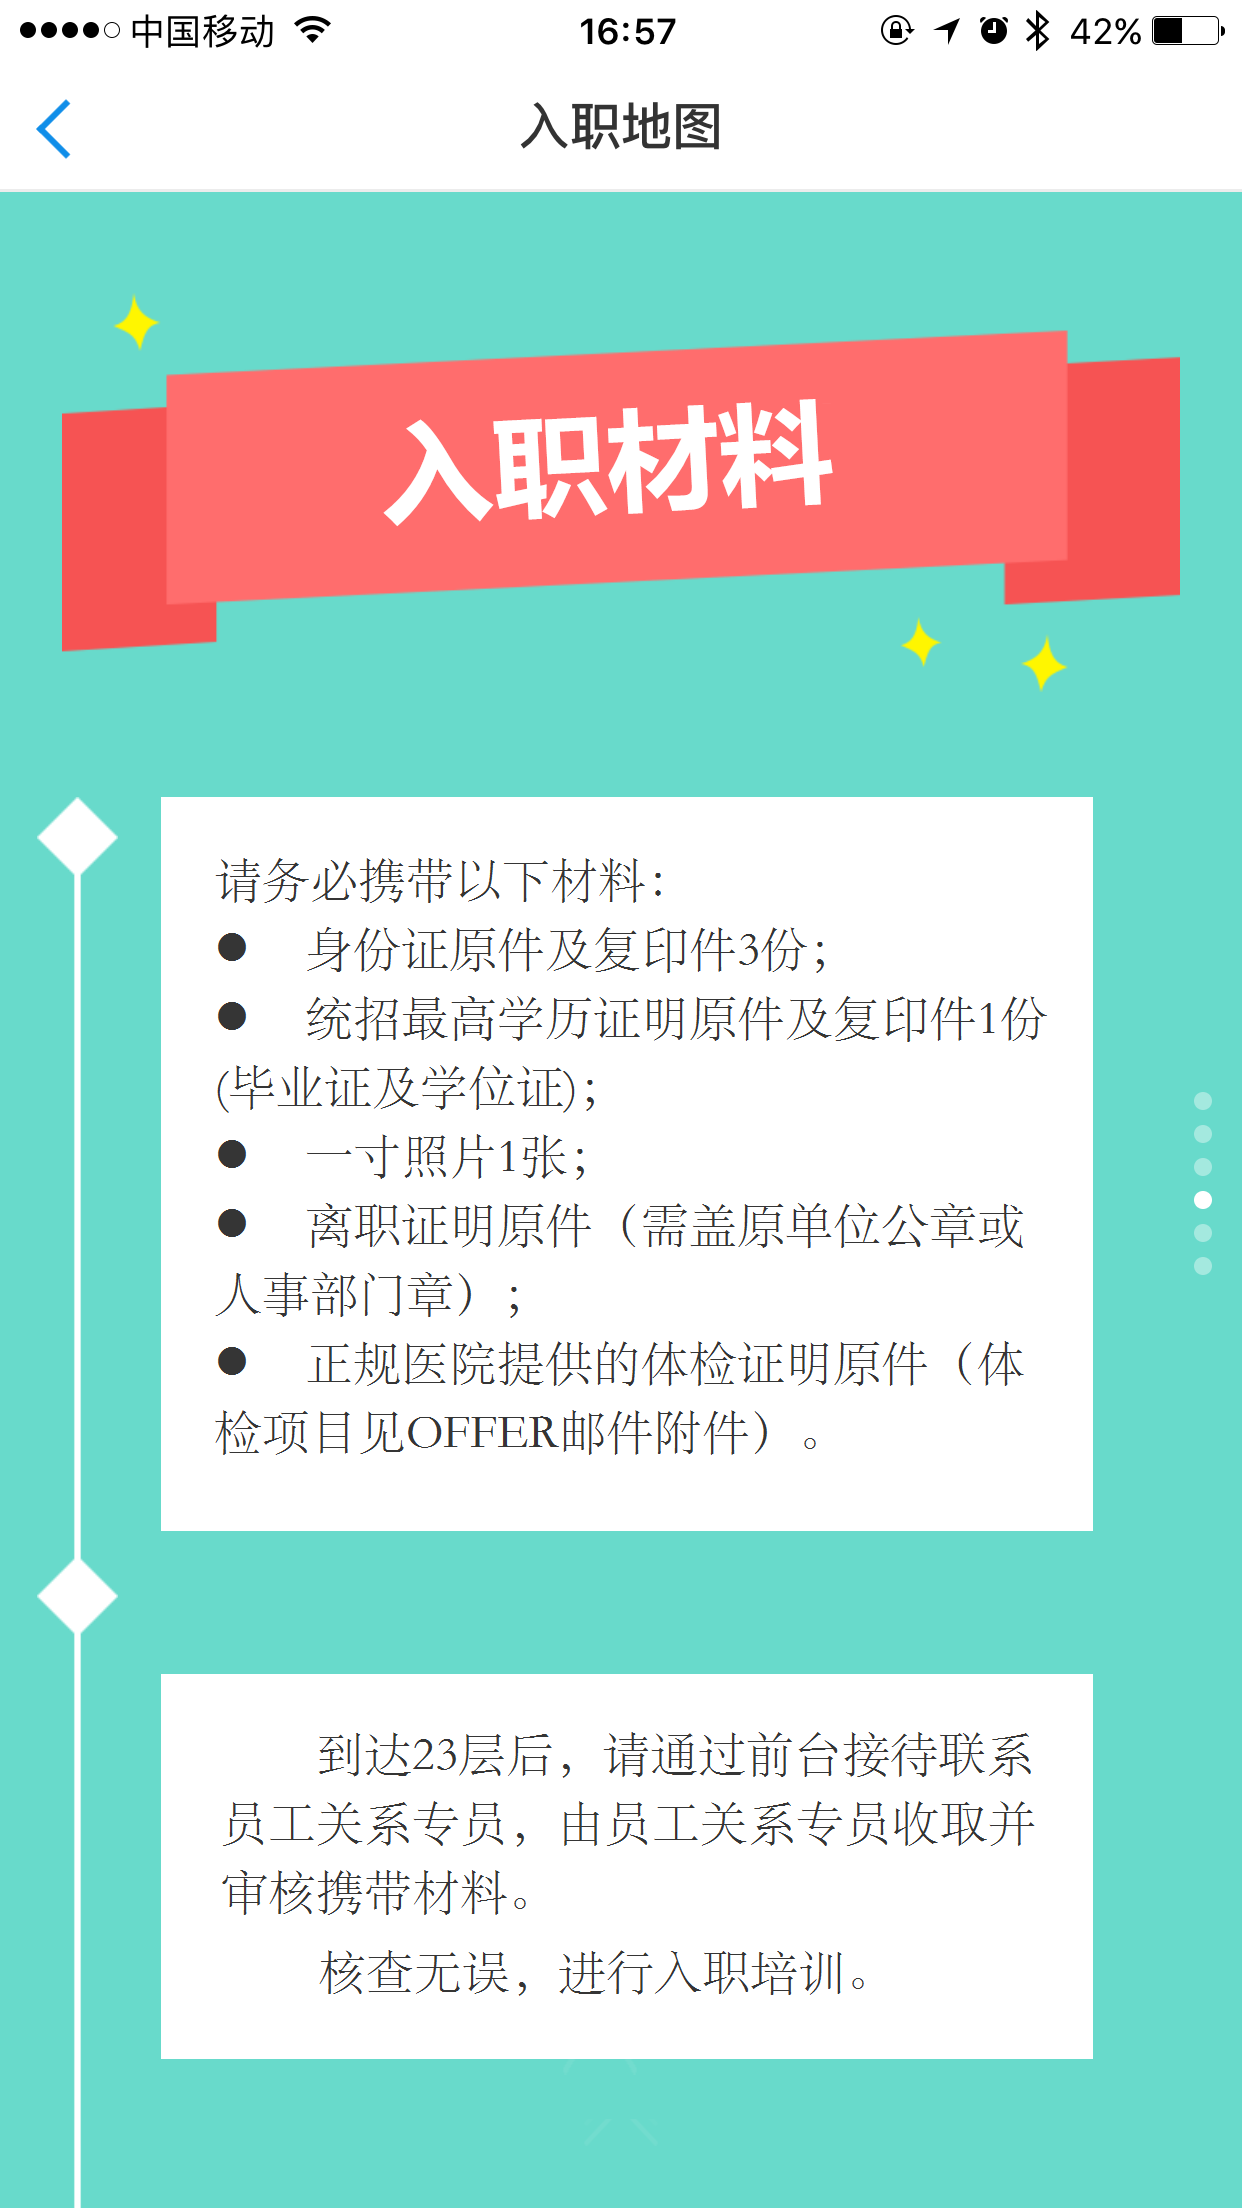 中国移动
16:57
42%
入职地图
入职材料
请务必携带以下材料：
● 身份证原件及复印件3份；
● 统招最高学历证明原件及复印件1份
(毕业证及学位证)；
● 一寸照片1张；
● 离职证明原件（需盖原单位公章或
人事部门章）；
● 正规医院提供的体检证明原件（体
检项目见OFFER邮件附件）。
到达23层后，请通过前台接待联系
员工关系专员，由员工关系专员收取并
审核携带材料。
核查无误，进行入职培训。